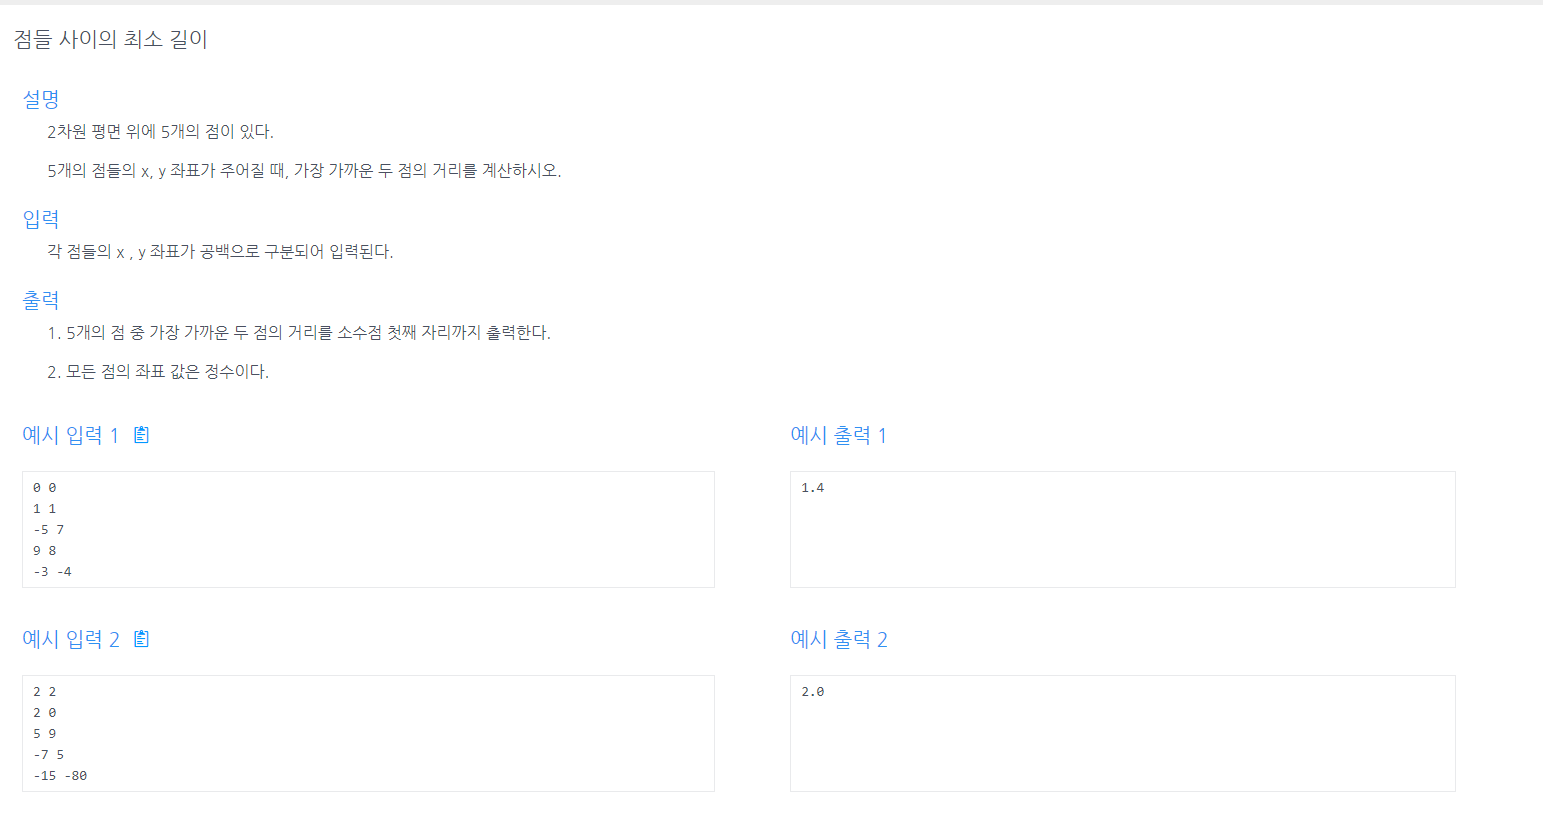 점들 사이의 최소 길이
설명
2차원 평면 위에 5개의 점이 있다.
5개의 점들의 x, y 좌표가 주어질 때, 가장 가까운 두 점의 거리를 계산하시오.
입력
각 점들의 x , y 좌표가 공백으로 구분되어 입력된다.
출력
1. 5개의 점 중 가장 가까운 두 점의 거리를 소수점 첫째 자리까지 출력한다.
2. 모든 점의 좌표 값은 정수이다.
예시 입력 1
0 0
1 1
-5 7
9 8
-3 -4
예시 출력 1
1.4
예시 입력 2
2 2
2 0
5 9
-7 5
-15 -80
예시 출력 2
2.0